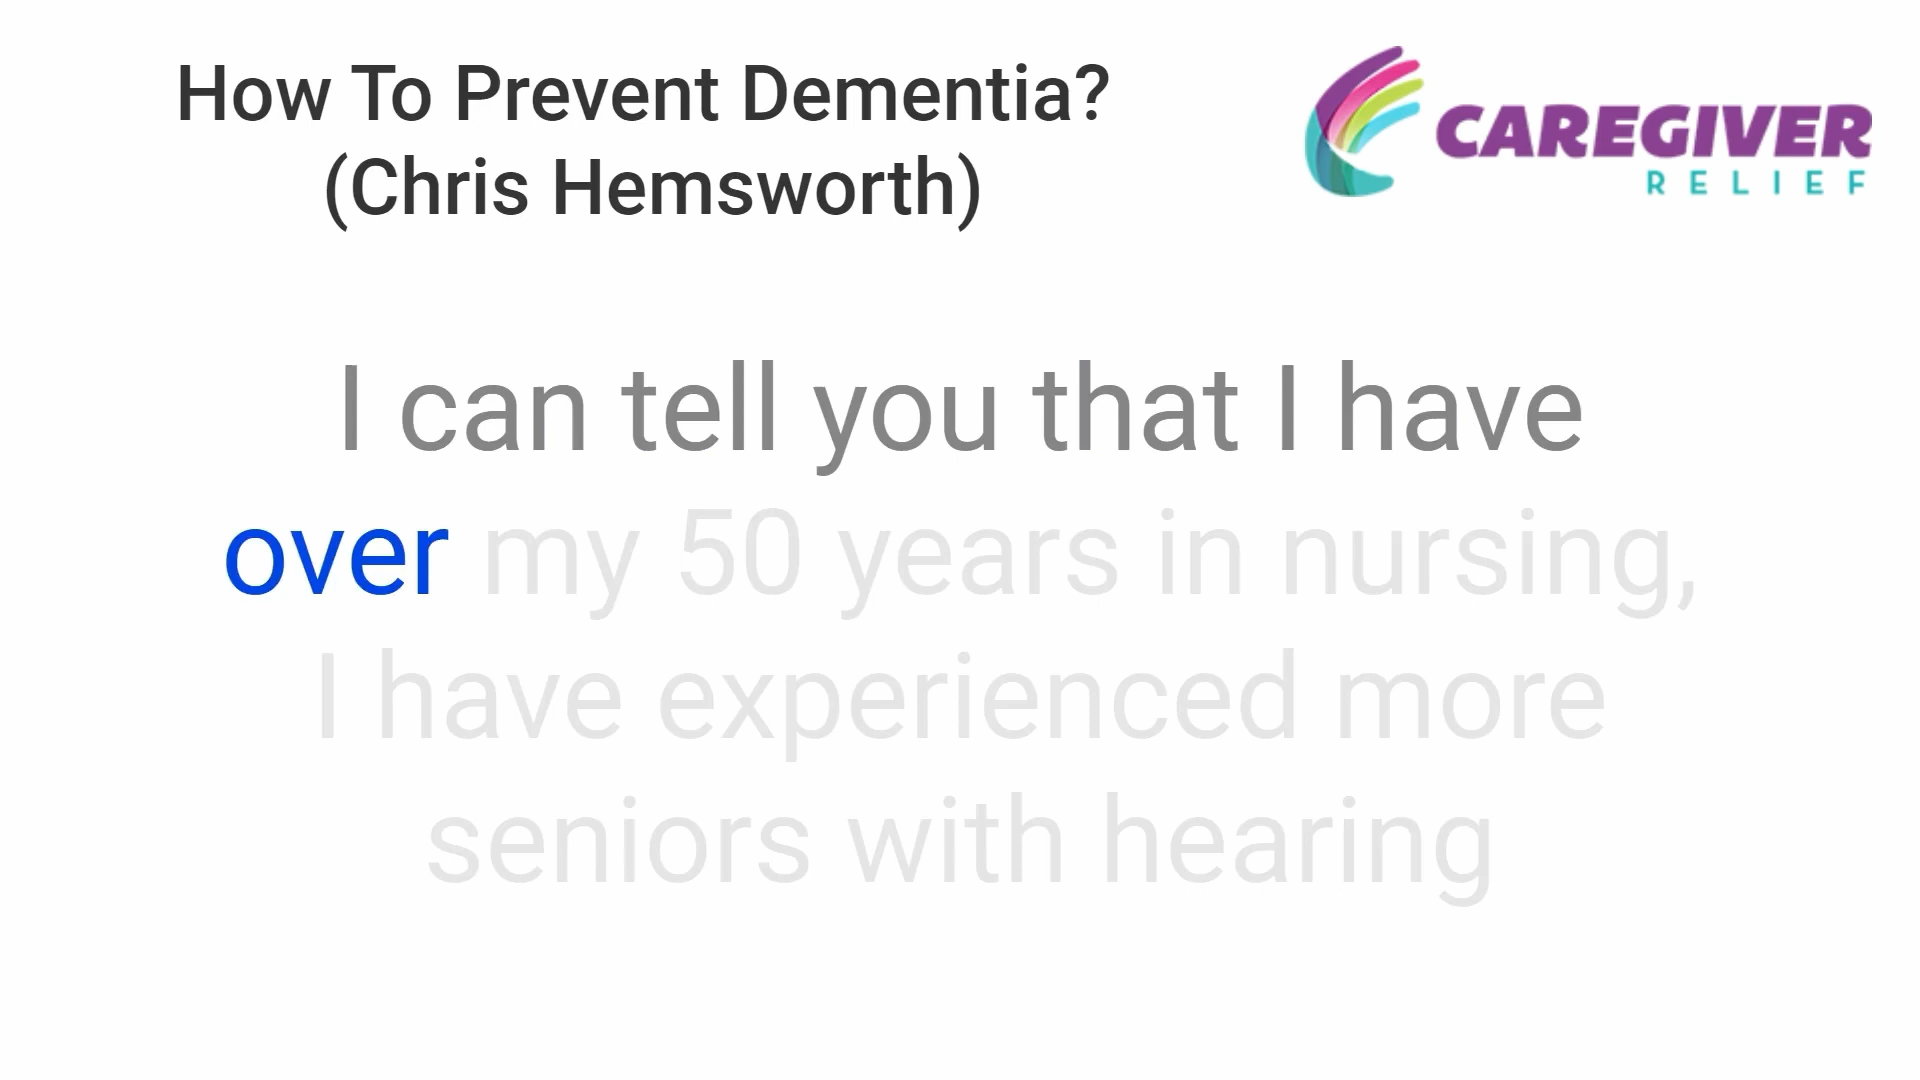 How To Prevent Dementia?
(Chris Hemsworth)
CAREGIVER
RELIEF
I can tell you that I have
over my 50 years in nursing,
I have experienced more
seniors with hearing